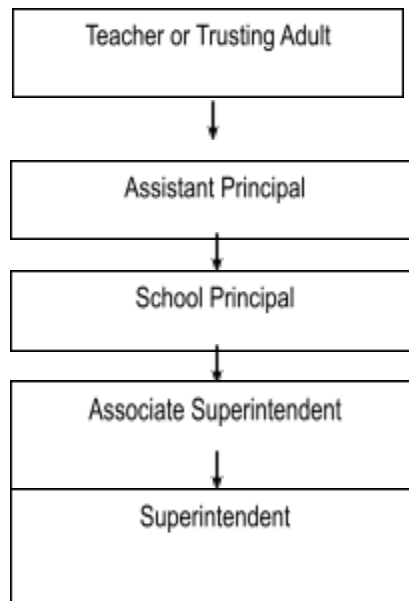 Teacher or Trusting Adult
Assistant Principal
School Principal
Associate Superintendent
Superintendent